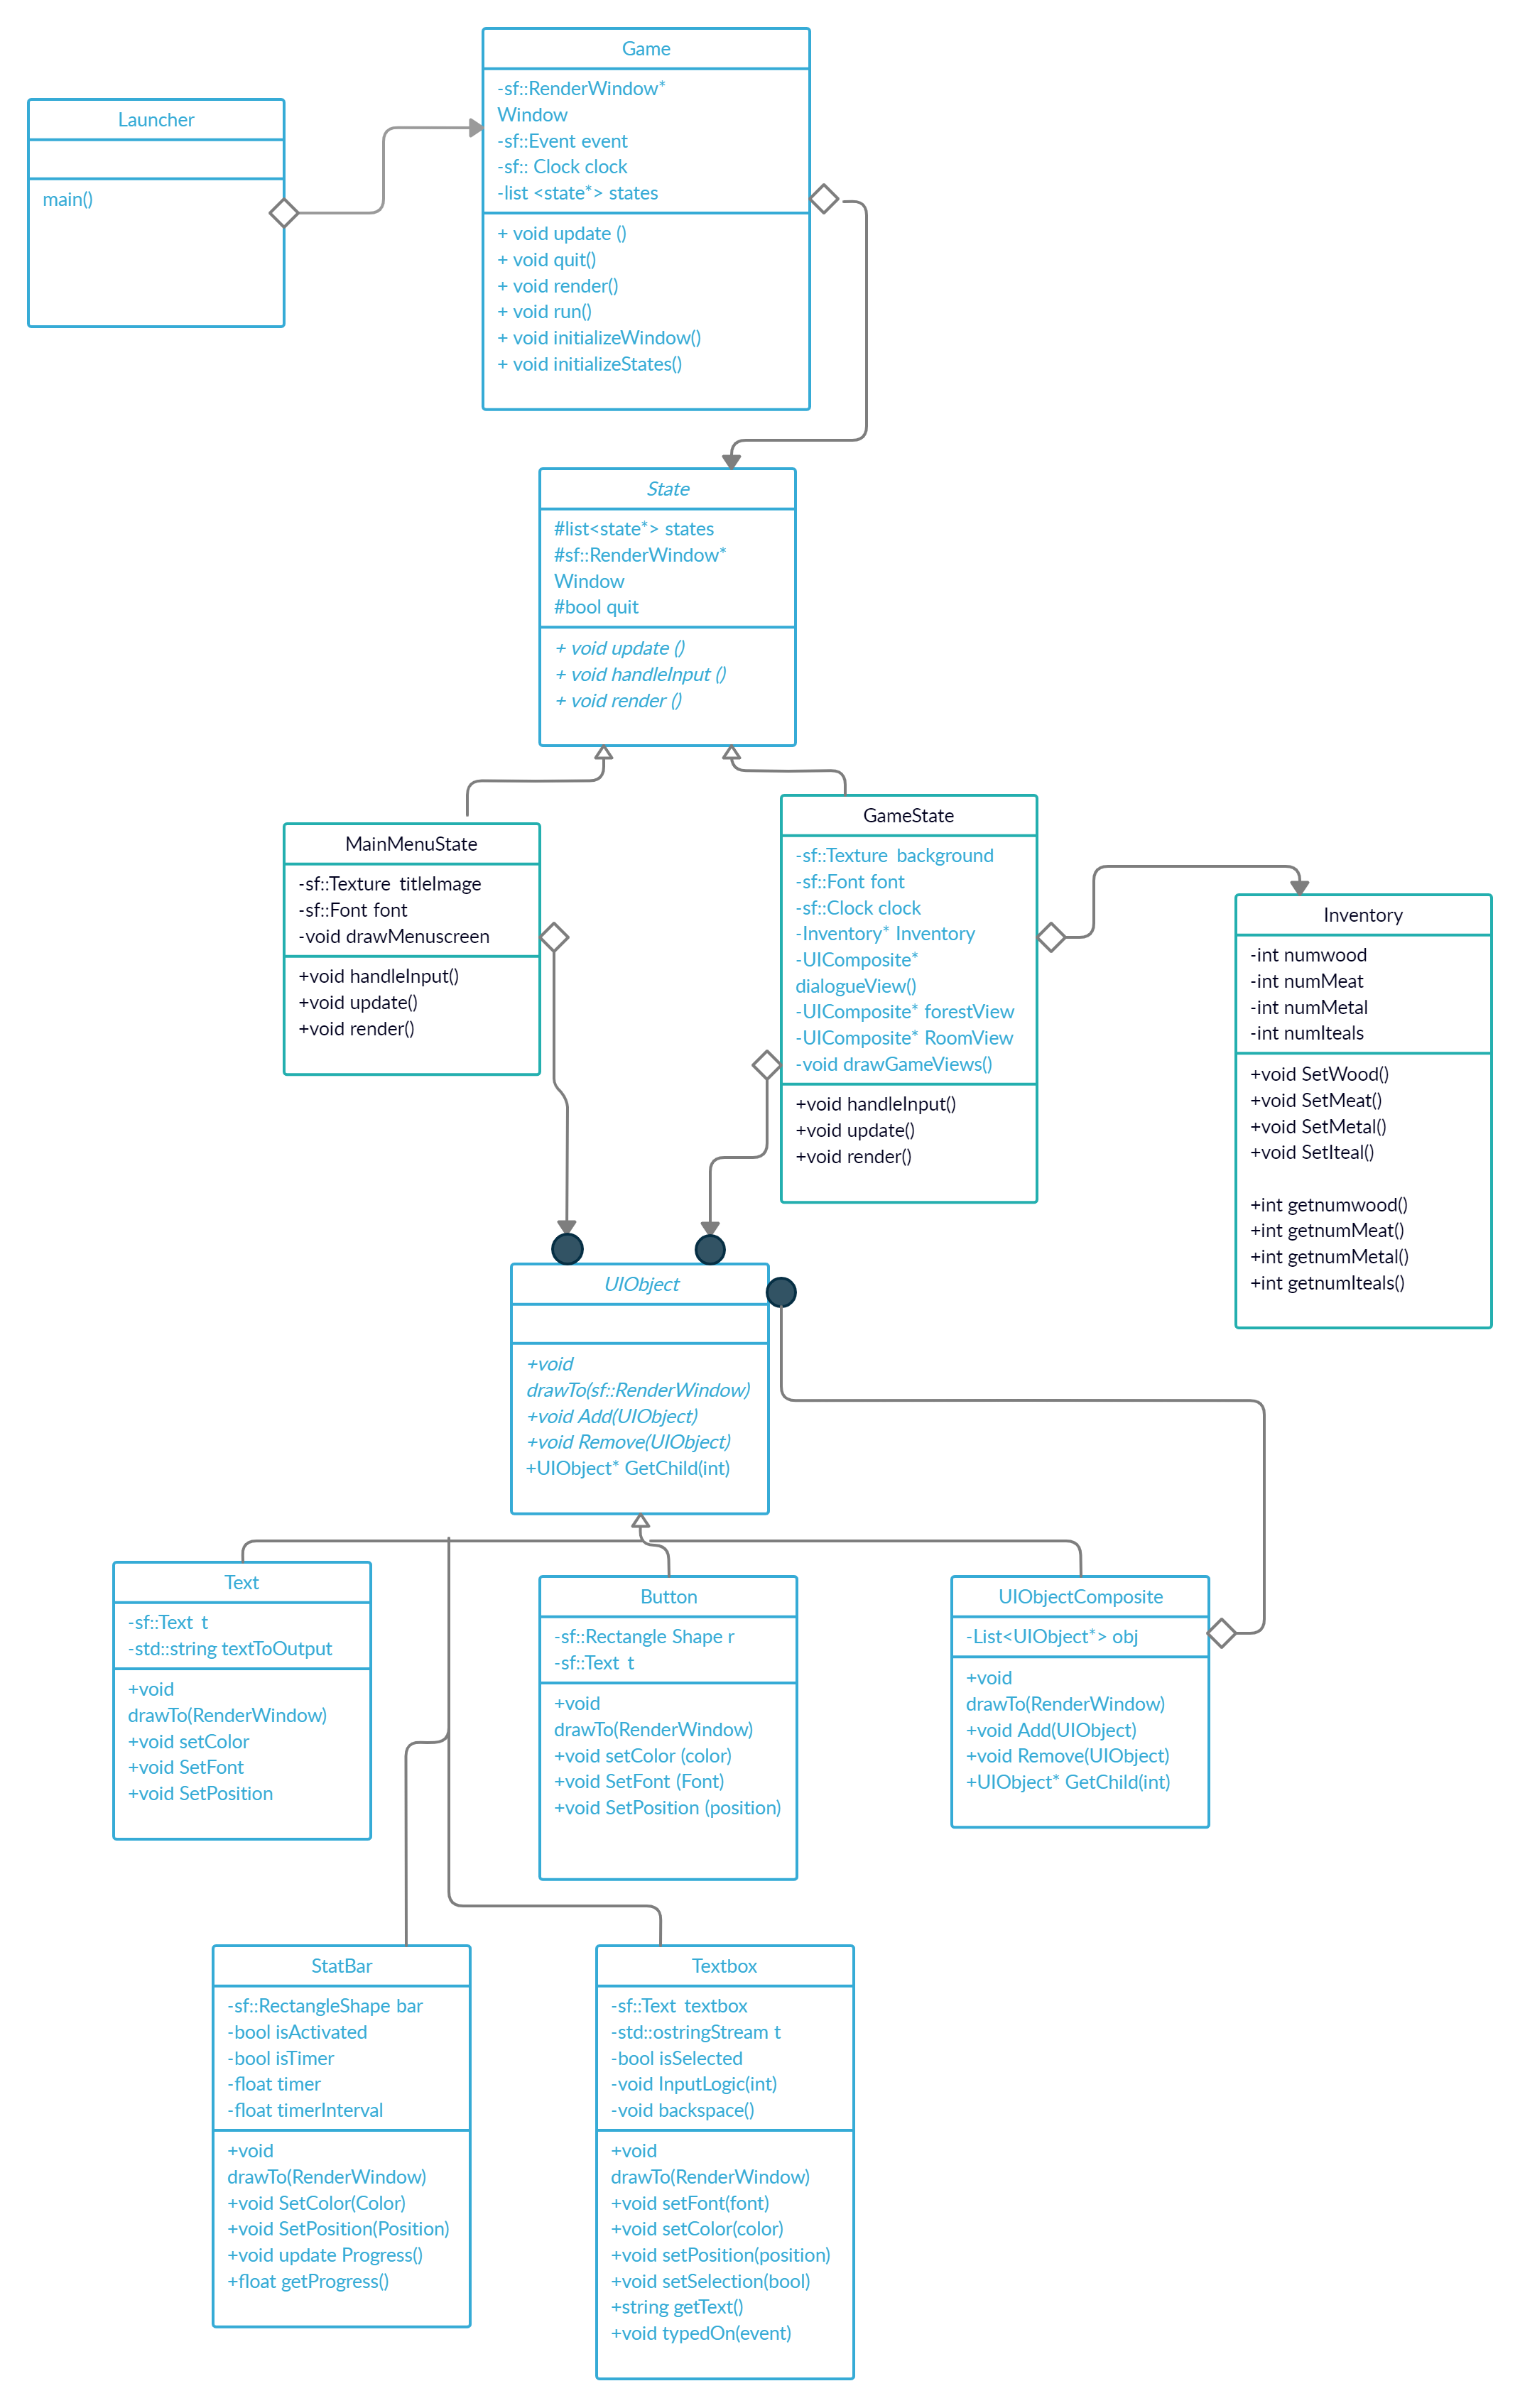 Game
-sf::RenderWindow*
Window
-sf::Event event
-sf:: Clock clock
-list <state*> states
+ void update ()
+ void quit()
+ void render()
+ void run()
+ void initializeWindow()
+ void initializeStates()
Launcher
main()
State
#list<state*> states
#sf::RenderWindow*
Window
#bool quit
+ void update ()
+ void handleInput ()
+ void render ()
MainMenuState
-sf::Texture titleImage
-sf::Font font
-void drawMenuscreen
+void handleInput()
+void update()
+void render()
GameState
-sf::Texture background
-sf::Font font
-sf::Clock clock
-Inventory* Inventory
-UIComposite*
dialogueView()
-UIComposite* forestView
-UIComposite* RoomView
-void drawGameViews()
+void handleInput()
+void update()
+void render()
Inventory
-int numwood
-int numMeat
-int numMetal
-int numIteals
+void SetWood()
+void SetMeat()
+void SetMetal()
+void SetIteal()
+int getnumwood()
+int getnumMeat()
+int getnumMetal()
+int getnumIteals()
UIObject
+void
drawTo(sf::RenderWindow)
+void Add(UIObject)
+void Remove(UIObject)
+UIObject* GetChild(int)
Text
-sf::Text t
-std::string textToOutput
+void
drawTo(RenderWindow)
+void setColor
+void SetFont
+void SetPosition
Button
-sf::Rectangle Shape r
-sf::Text t
+void
drawTo(RenderWindow)
+void setColor (color)
+void SetFont (Font)
+void SetPosition (position)
UIObjectComposite
-List<UIObject*> obj
+void
drawTo(RenderWindow)
+void Add(UIObject)
+void Remove(UIObject)
+UIObject* GetChild(int)
StatBar
-sf::RectangleShape bar
-bool isActivated
-bool isTimer
-float timer
-float timerInterval
+void
drawTo(RenderWindow)
+void SetColor(Color)
+void SetPosition(Position)
+void update Progress()
+float getProgress()
Textbox
-sf::Text textbox
-std::ostringStream t
-bool isSelected
-void InputLogic(int)
-void backspace()
+void
drawTo(RenderWindow)
+void setFont(font)
+void setColor(color)
+void setPosition(position)
+void setSelection(bool)
+string getText()
+void typedOn(event)